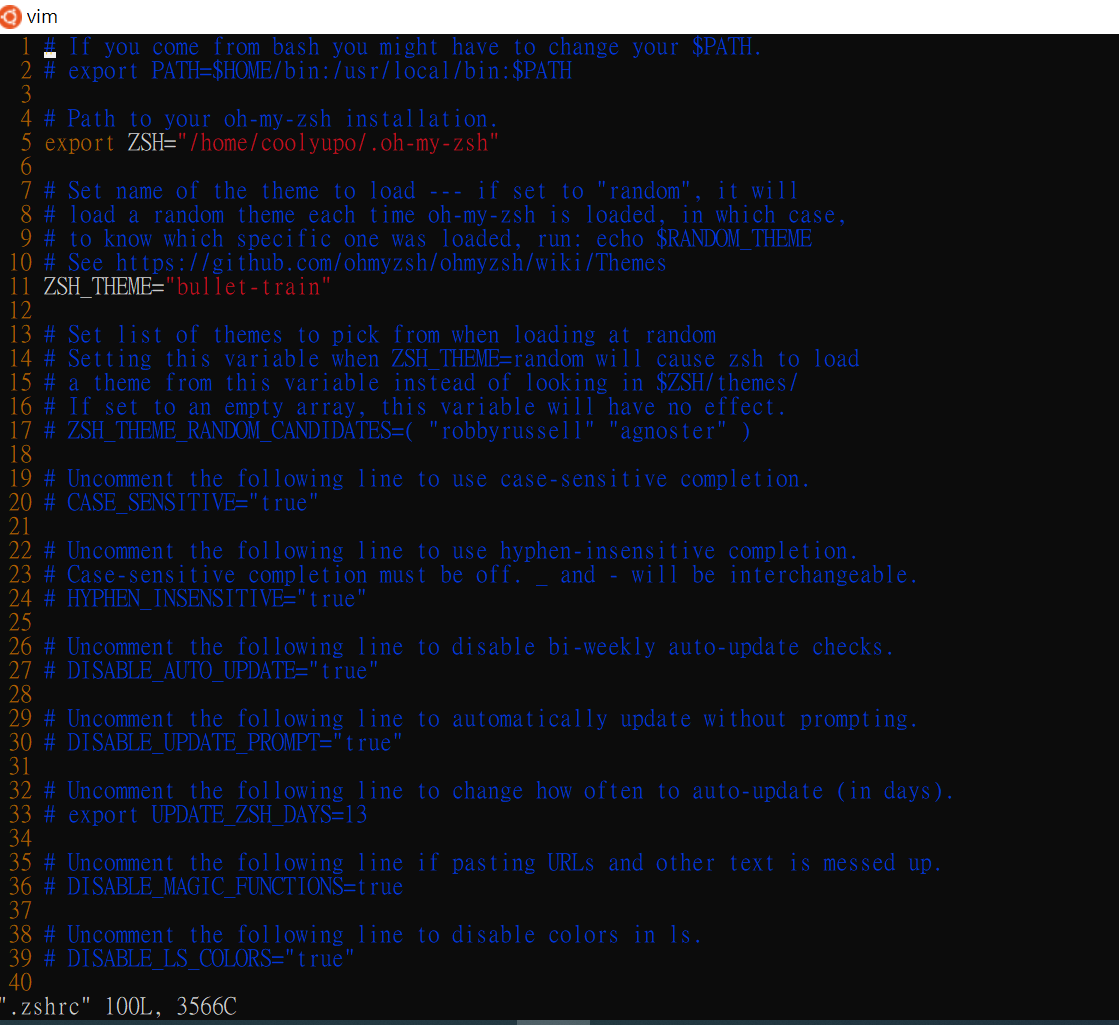 vim
1 # If you come from bash you might have to change your $PATH.
2 # export PATH=$HOME/bin:/usr/local/bin:$PATH
3
4 # Path to your oh-my-zsh installation.
5 export ZSH="/home/coolyupo/.oh-my-zsh"
6
7 # Set name of the theme to load --- if set to "random", it will
8 # load a random theme each time oh-my-zsh is loaded, in which case,
9 # to know which specific one was loaded, run: echo $RANDOM_THEME
10 # See https://github.com/ohmyzsh/ohmyzsh/wiki/Themes
11 ZSH_THEME="bullet-train"
12
13 # Set list of themes to pick from when loading at random
14 # Setting this variable when ZSH_THEME=random will cause zsh to load
15 # a theme from this variable instead of looking in $ZSH/themes/
16 # If set to an empty array, this variable will have no effect.
17 # ZSH_THEME_RANDOM_CANDIDATES=( "robbyrussell" "agnoster" )
18
19 # Uncomment the following line to use case-sensitive completion.
20 # CASE_SENSITIVE="true"
21
22 # Uncomment the following line to use hyphen-insensitive completion.
23 # Case-sensitive completion must be off. _ and - will be interchangeable.
24 # HYPHEN_INSENSITIVE="true"
25
26 # Uncomment the following line to disable bi-weekly auto-update checks.
27 # DISABLE_AUTO_UPDATE="true"
28
29 # Uncomment the following line to automatically update without prompting.
30 # DISABLE_UPDATE_PROMPT="true"
31
32 # Uncomment the following line to change how often to auto-update (in days).
33 # export UPDATE_ZSH_DAYS=13
34
35 # Uncomment the following line if pasting URLs and other text is messed up.
36 # DISABLE_MAGIC_FUNCTIONS=true
37
38 # Uncomment the following line to disable colors in ls.
39 # DISABLE_LS_COLORS="true"
40
".zshrc" 100L, 3566C